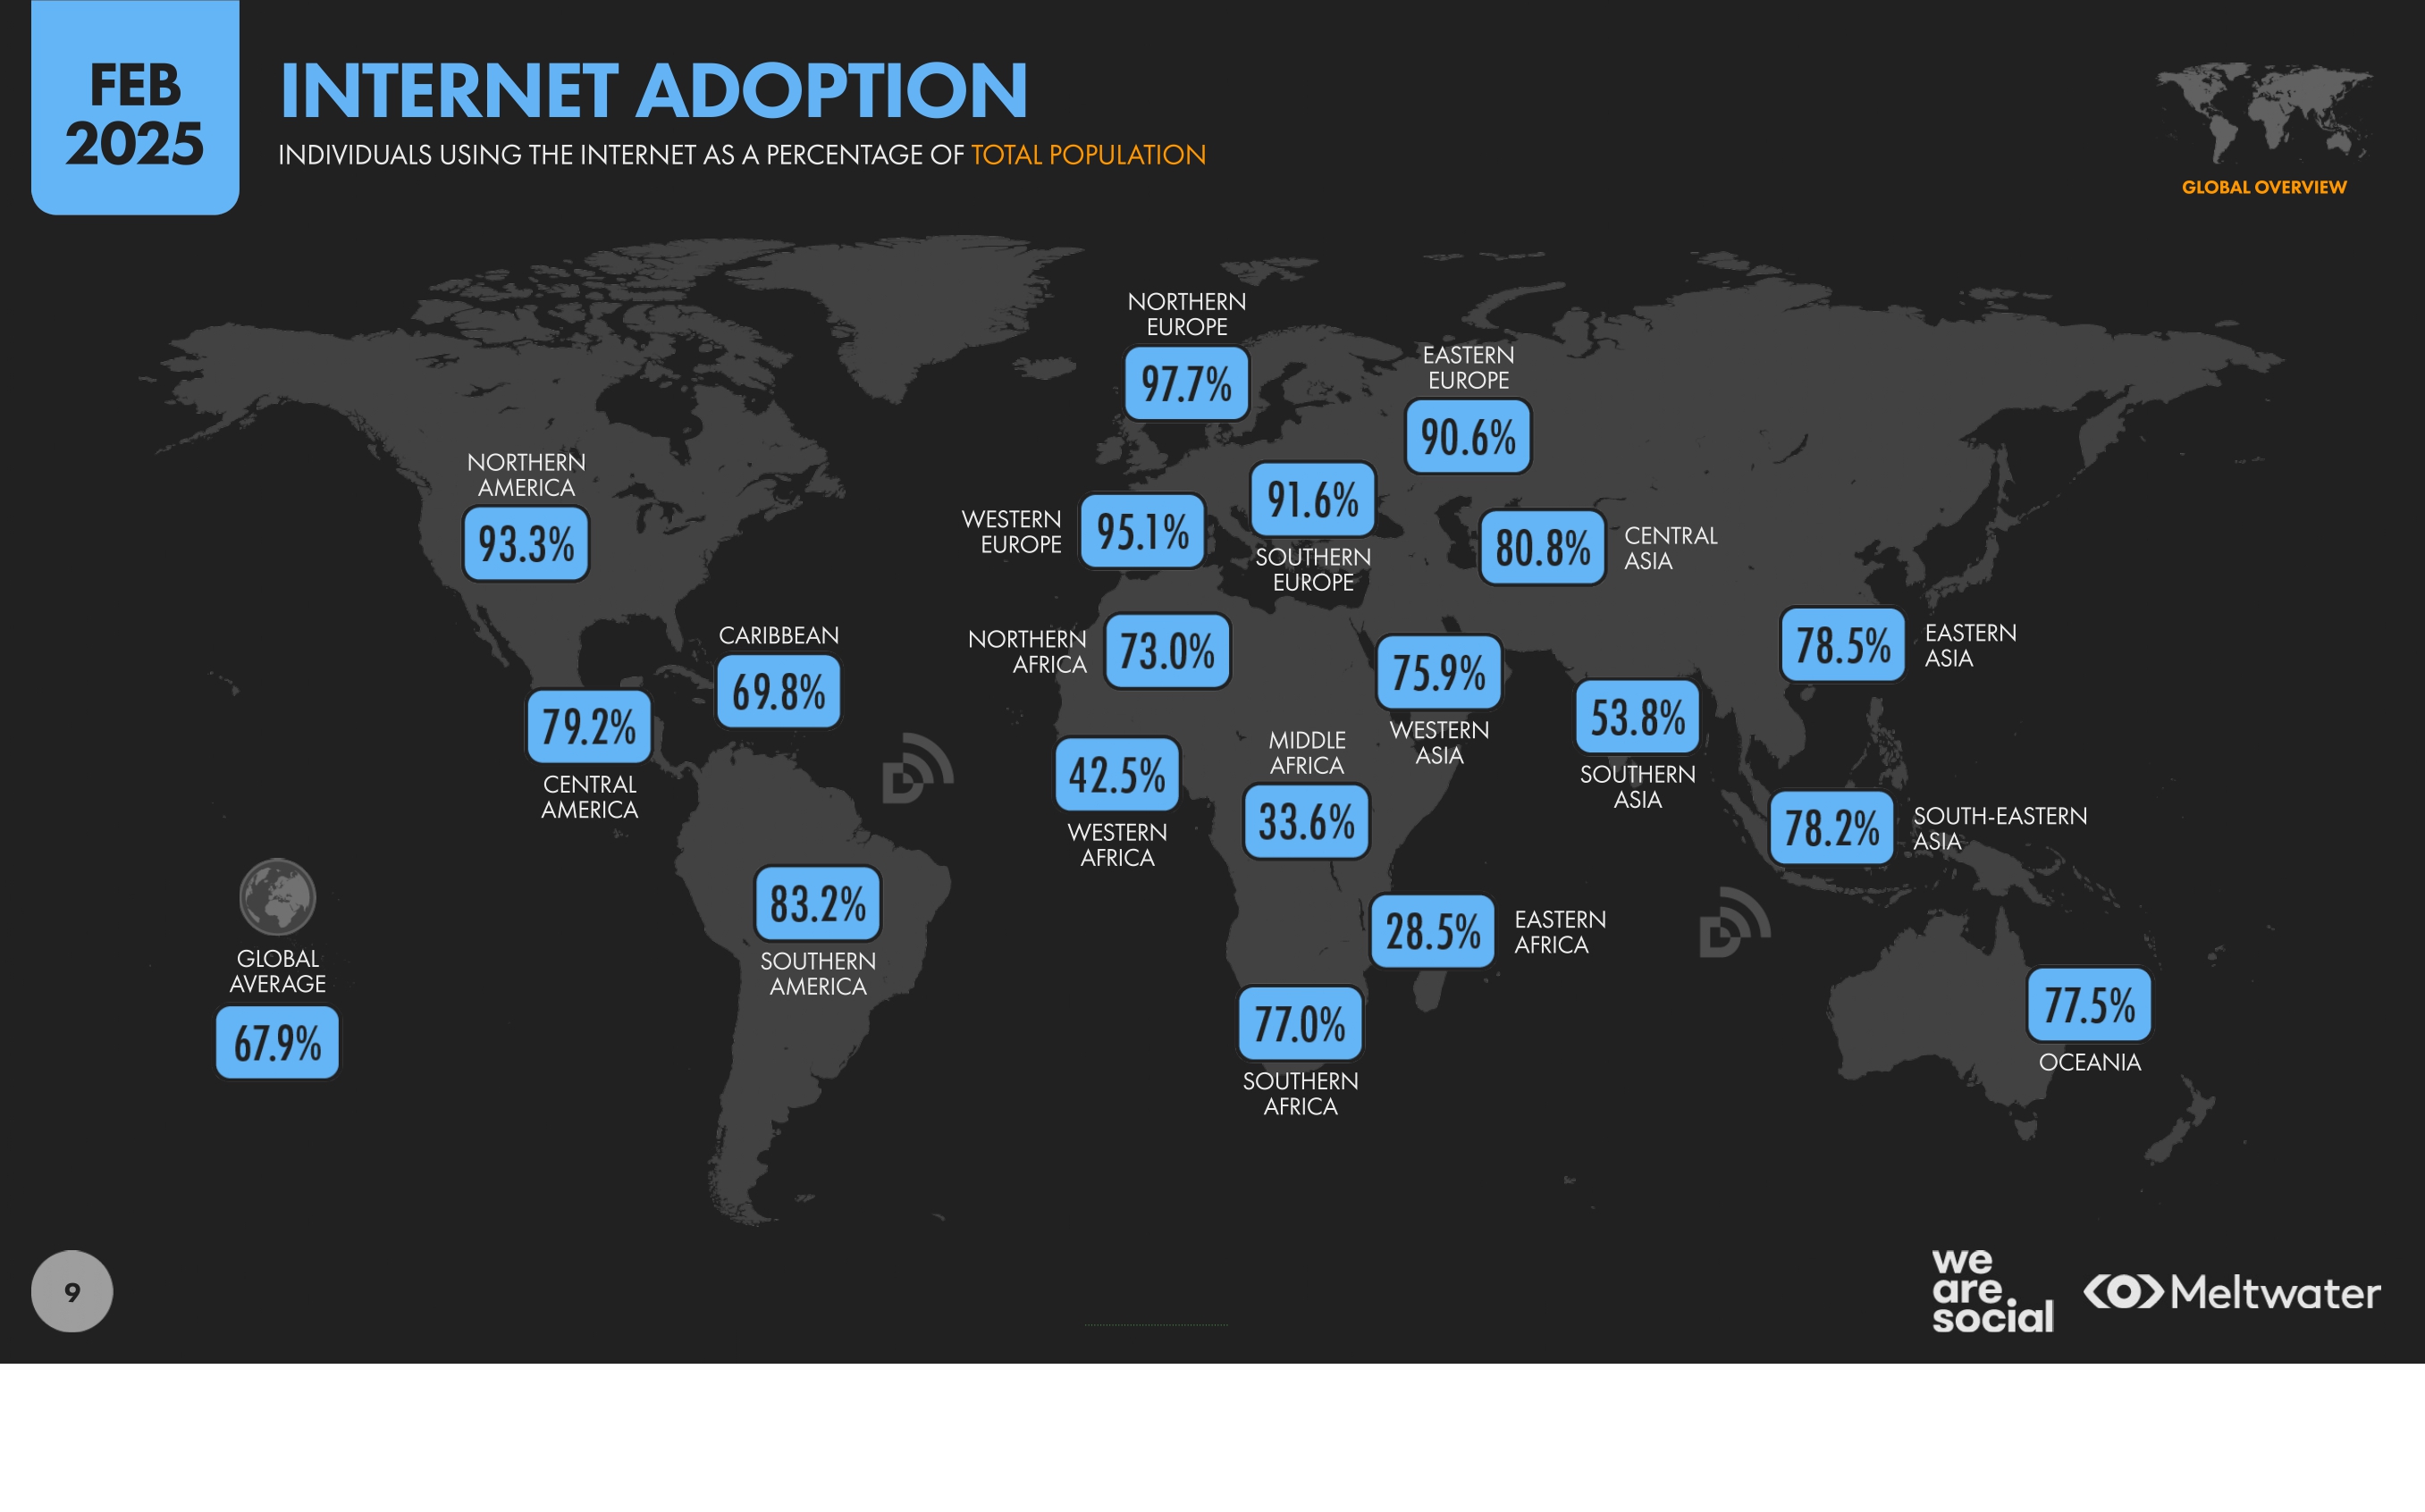 FEB
2025
INTERNET ADOPTION
INDIVIDUALS USING THE INTERNET AS A PERCENTAGE OF TOTAL POPULATION
GLOBAL OVERVIEW
NORTHERN
EUROPE
97.7%
EASTERN
EUROPE
90.6%
NORTHERN
AMERICA
93.3%
WESTERN
EUROPE
95.1%
91.6%
SOUTHERN
EUROPE
80.8%
CENTRAL
ASIA
CARIBBEAN
69.8%
NORTHERN
AFRICA
73.0%
75.9%
WESTERN
ASIA
78.5%
EASTERN
ASIA
79.2%
CENTRAL
AMERICA
53.8%
SOUTHERN
ASIA
42.5%
WESTERN
AFRICA
MIDDLE
AFRICA
33.6%
78.2%
SOUTH-EASTERN
ASIA
83.2%
SOUTHERN
AMERICA
28.5%
EASTERN
AFRICA
GLOBAL
AVERAGE
67.9%
77.0%
SOUTHERN
AFRICA
77.5%
OCEANIA
9
we
are
social
Meltwater